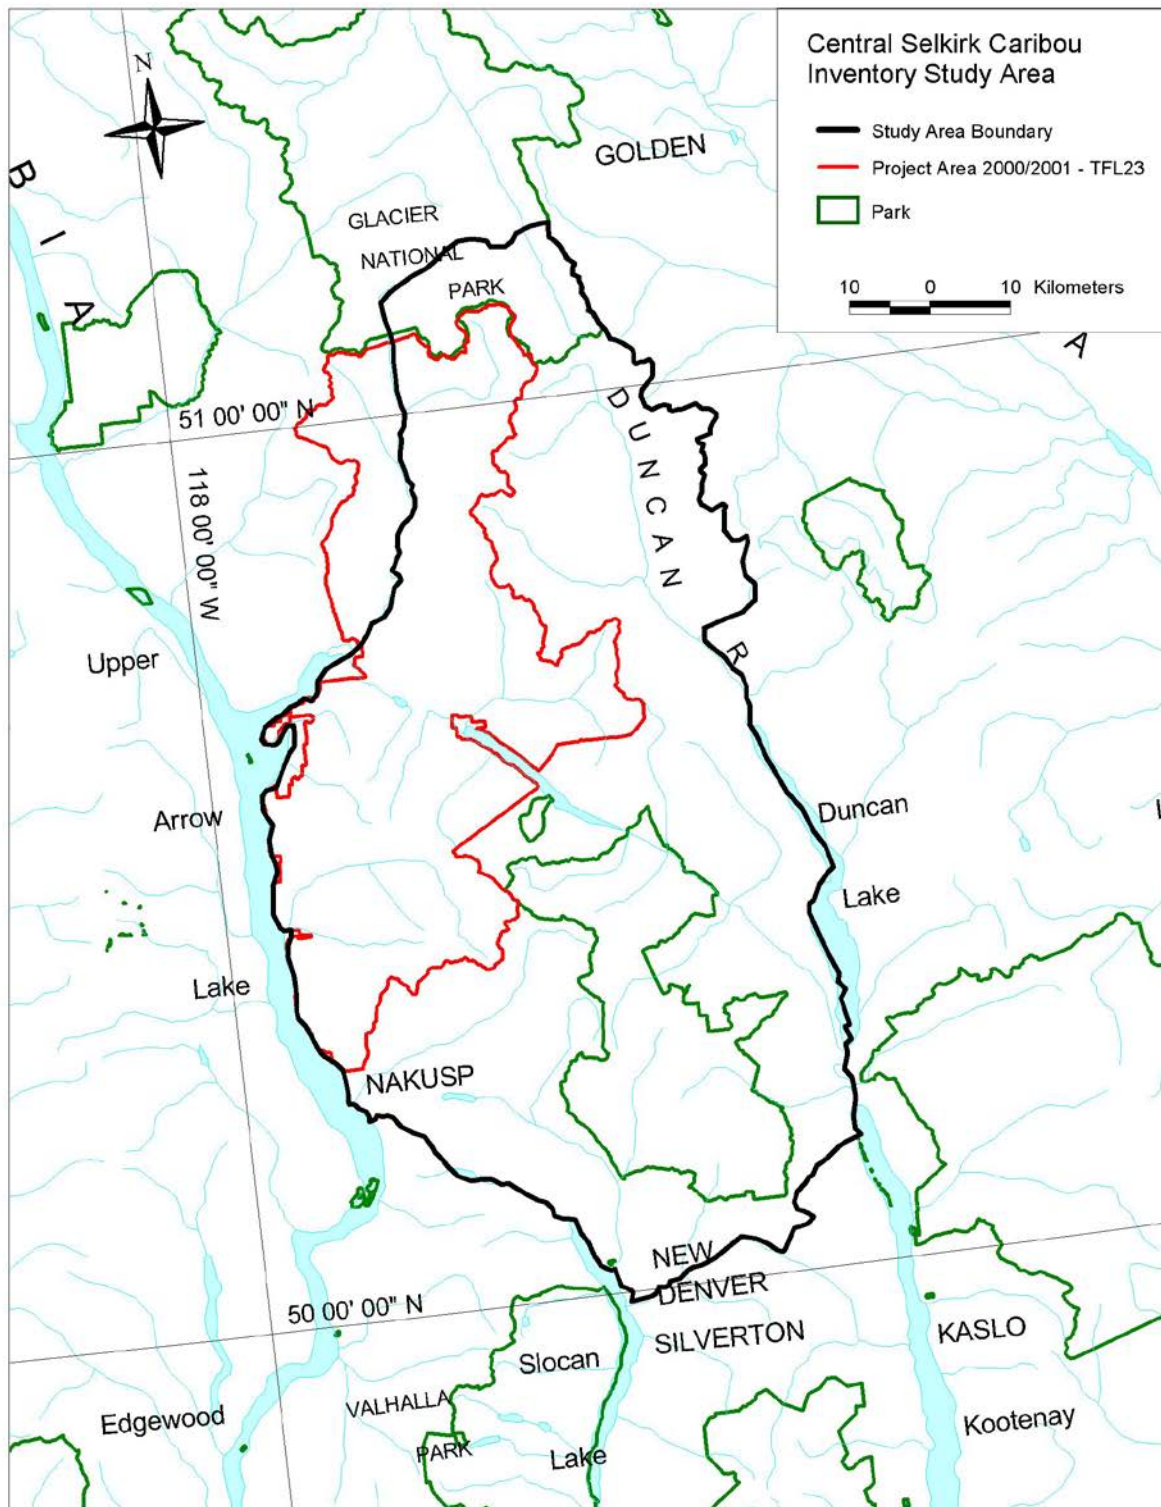 Central Selkirk Caribou
Inventory Study Area
Study Area Boundary
Project Area 2000/2001 - TFL23
Park
10 0 10 Kilometers
N
B
I
A
GOLDEN
GLACIER
NATIONAL
PARK
A
51 00' 00" N
118 00' 00" W
DUNCAN
R
Upper
Arrow
Lake
Duncan
Lake
NAKUSP
NEW
DENVER
50 00' 00" N
SILVERTON
KASLO
Slocan
VALHALLA
Edgewood
Kootenay
PARK
Lake